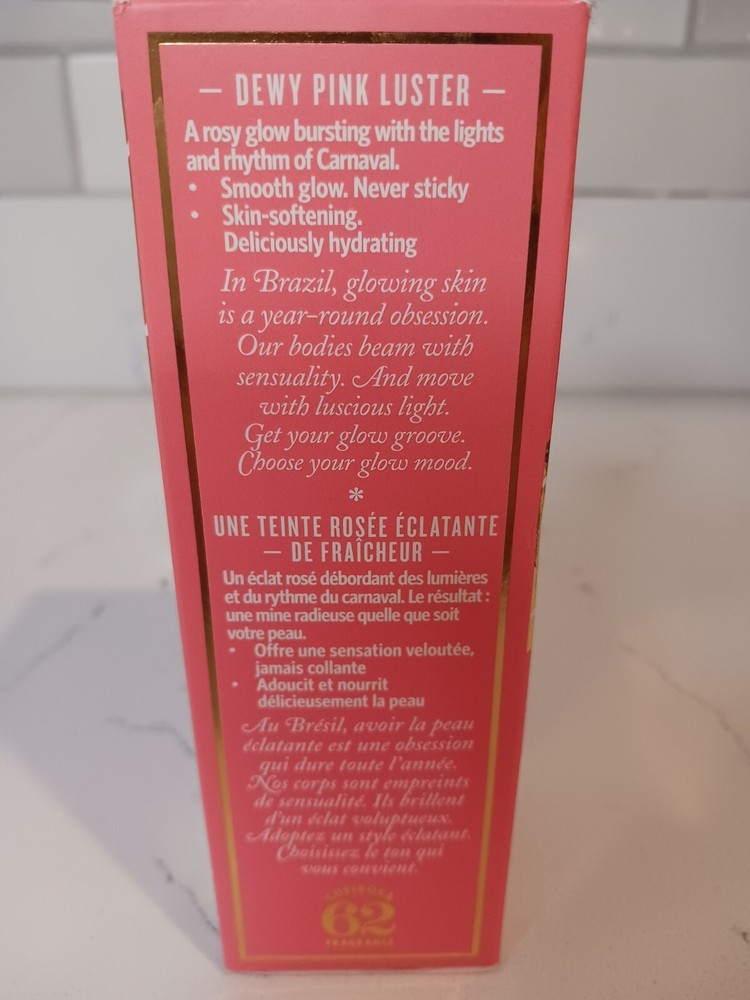 — DEWY PINK LUSTER —
A rosy glow bursting with the lights
and rhythm of Carnaval.
• Smooth glow. Never sticky
• Skin-softening.
Deliciously hydrating
In Brazil, glowing skin
is a year-round obsession.
Our bodies beam with
sensuality. And move
with luscious light.
Get your glow groove.
Choose your glow mood.
*
UNE TEINTE ROSÉE ÉCLATANTE
— DE FRAÎCHEUR —
Un éclat rosé débordant des lumières
et du rythme du carnaval. Le résultat :
une mine radieuse quelle que soit
votre peau.
• Offre une sensation veloutée,
jamais collante
• Adoucit et nourrit
délicieusement la peau
Au Brésil, avoir la peau
éclatante est une obsession
qui dure toute l'année.
Nos corps sont empreints
de sensualité. Ils brillent
d'un éclat voluptueux.
Adoptez un style éclatant.
Choisissez le ton qui
vous convient.
CHEIROSA
62
FRAGRANCE